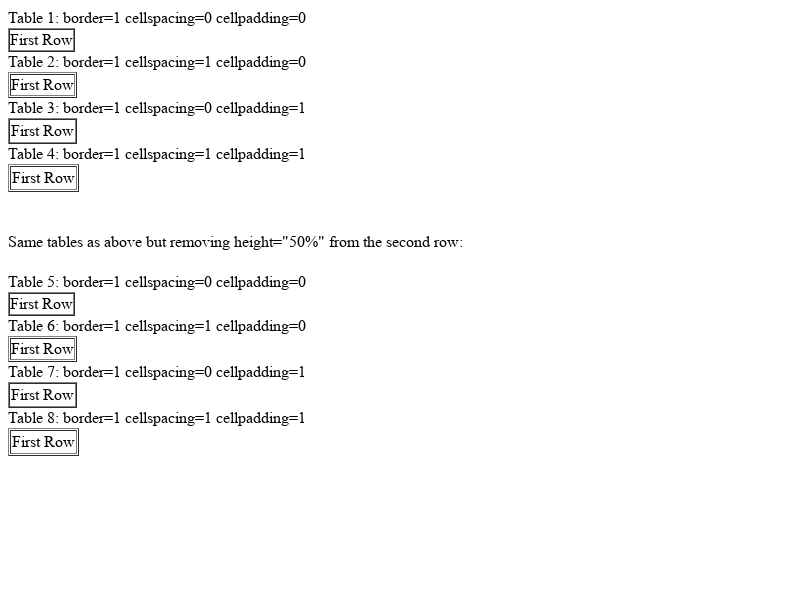 Table 1: border=1 cellspacing=0 cellpadding=0
First Row
Table 2: border=1 cellspacing=1 cellpadding=0
First Row
Table 3: border=1 cellspacing=0 cellpadding=1
First Row
Table 4: border=1 cellspacing=1 cellpadding=1
First Row
Same tables as above but removing height="50%" from the second row:
Table 5: border=1 cellspacing=0 cellpadding=0
First Row
Table 6: border=1 cellspacing=1 cellpadding=0
First Row
Table 7: border=1 cellspacing=0 cellpadding=1
First Row
Table 8: border=1 cellspacing=1 cellpadding=1
First Row